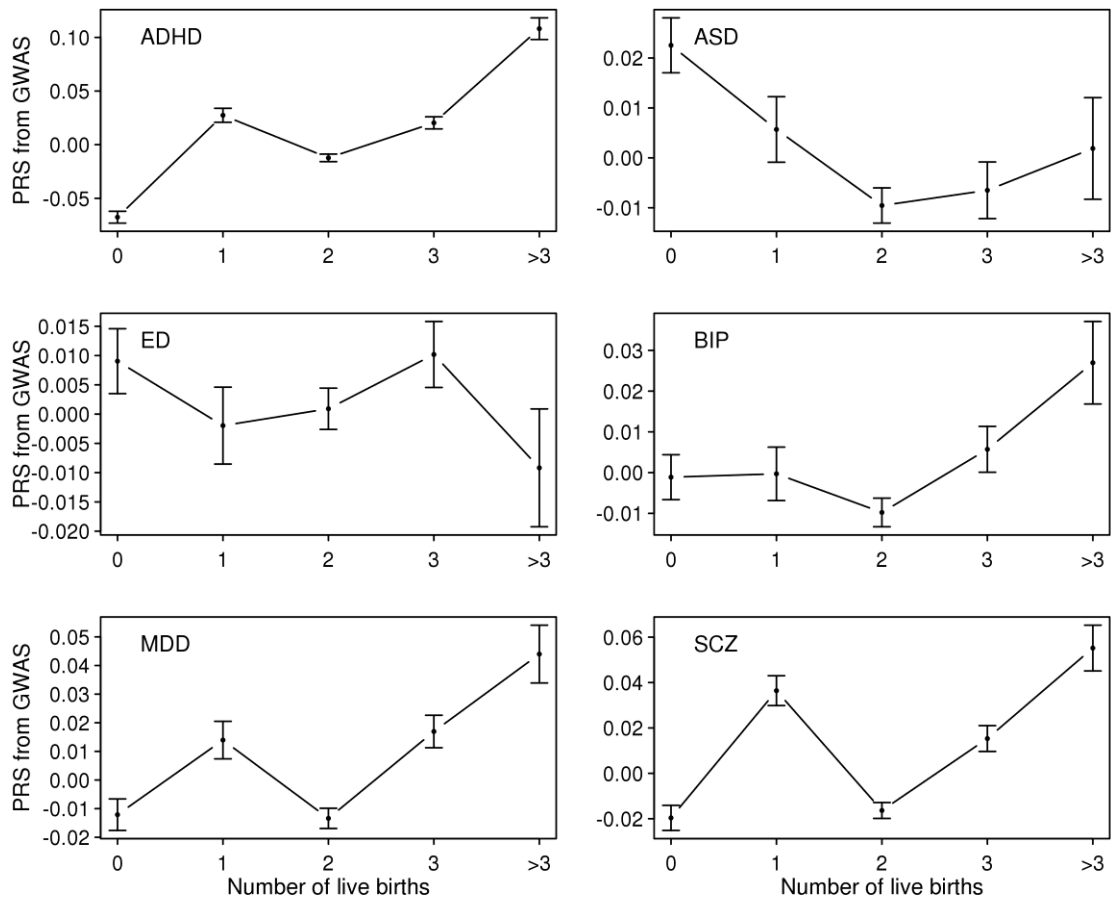 ADHD
PRS from GWAS
0.10
0.05
0.00
-0.05
0 1 2 3 >3
ASD
0.02
0.01
0.00
-0.01
0 1 2 3 >3
ED
PRS from GWAS
0.015
0.010
0.005
0.000
-0.005
-0.010
-0.015
-0.020
0 1 2 3 >3
BIP
0.03
0.02
0.01
0.00
-0.01
0 1 2 3 >3
MDD
PRS from GWAS
0.05
0.04
0.03
0.02
0.01
0.00
-0.01
-0.02
0 1 2 3 >3
Number of live births
SCZ
0.06
0.04
0.02
0.00
-0.02
0 1 2 3 >3
Number of live births